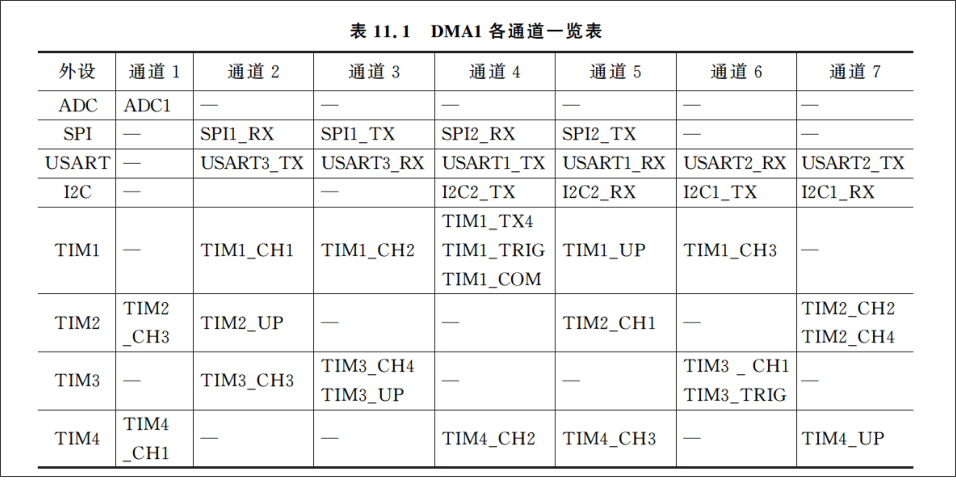 表 11.1 DMA1 各通道一览表
外设 通道 1 通道 2 通道 3 通道 4 通道 5 通道 6 通道 7
ADC ADC1 — — — — — —
SPI — SPI1_RX SPI1_TX SPI2_RX SPI2_TX — —
USART — USART3_TX USART3_RX USART1_TX USART1_RX USART2_RX USART2_TX
I2C — — I2C2_TX I2C2_RX I2C1_TX I2C1_RX
TIM1_TX4
TIM1 — TIM1_CH1 TIM1_CH2 TIM1_TRIG TIM1_UP TIM1_CH3 —
TIM1_COM
TIM2 TIM2_CH2
TIM2 TIM2_UP — — TIM2_CH1 —
_CH3 TIM2_CH4
TIM3_CH4 TIM3 _ CH1
TIM3 — TIM3_CH3 — — —
TIM3_UP TIM3_TRIG
TIM4
TIM4 — — TIM4_CH2 TIM4_CH3 — TIM4_UP
_CH1